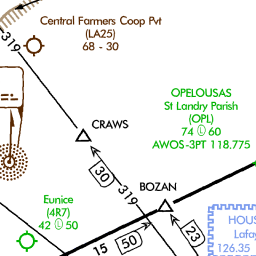 Central Farmers Coop Pvt
(LA25)
68 - 30
319
OPELOUSAS
St Landry Parish
(OPL)
74 Ⓛ 60
AWOS-3PT 118.775
CRAWS
30
319
BOZAN
Eunice
(4R7)
42 Ⓛ 50
15
50
23
HOUS
Lafay
126.35